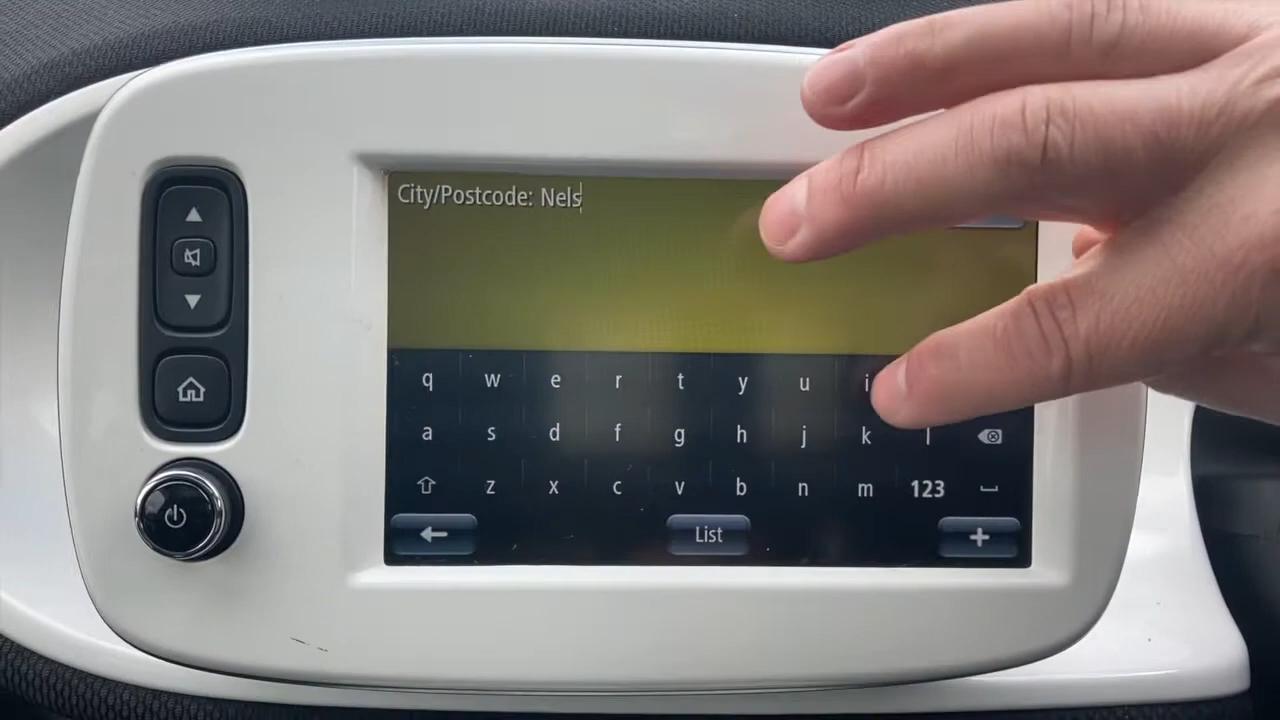 City/Postcode: Nels
q w e r t y u i
a s d f g h j k l
z x c v b n m 123
List